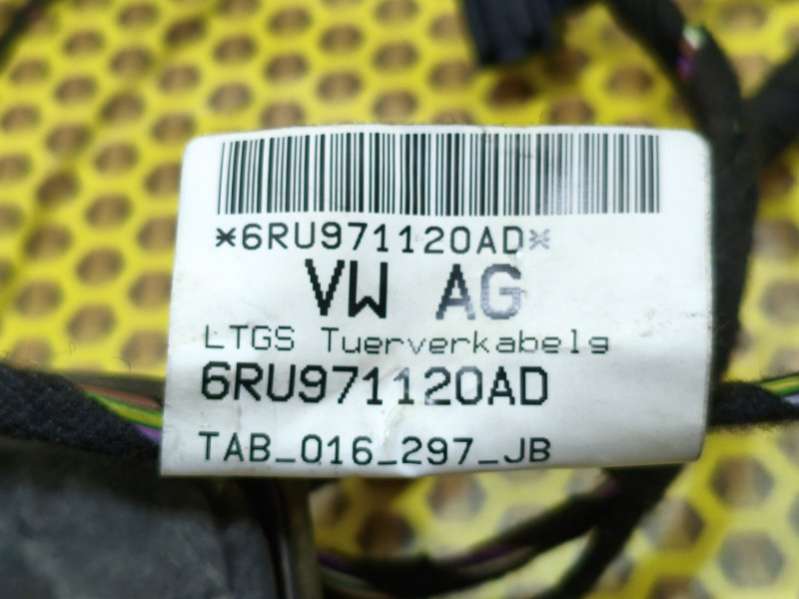 *6RU971120AD*
VW AG
LTGS Tuerverkabelg
6RU971120AD
TAB_016_297_JB